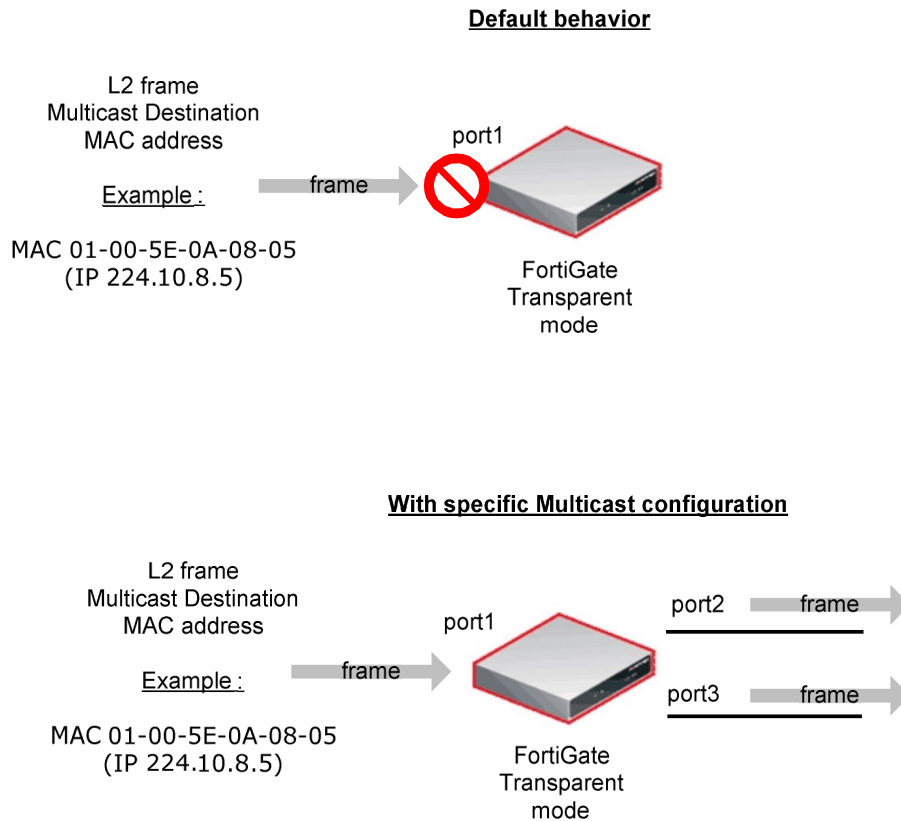 Default behavior
L2 frame
Multicast Destination
MAC address
Example :
MAC 01-00-5E-0A-08-05
(IP 224.10.8.5)
frame
port1
FortiGate
Transparent
mode
With specific Multicast configuration
L2 frame
Multicast Destination
MAC address
Example :
MAC 01-00-5E-0A-08-05
(IP 224.10.8.5)
frame
port1
FortiGate
Transparent
mode
port2
frame
port3
frame